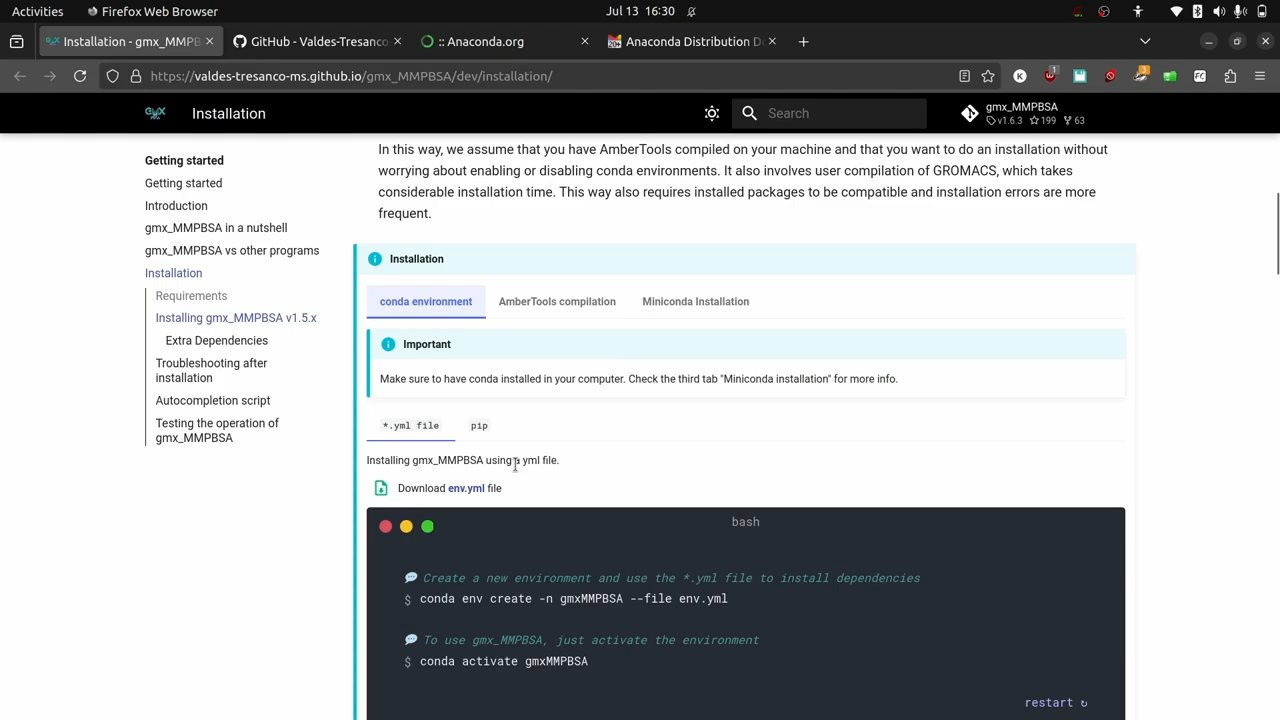 Activities
Firefox Web Browser
Jul 13 16:30
Installation - gmx_MMPB
GitHub - Valdes-Tresanco
:: Anaconda.org
Anaconda Distribution D
https://valdes-tresanco-ms.github.io/gmx_MMPBSA/dev/installation/
Installation
Search
gmx_MMPBSA
v1.6.3 199 63
Getting started
Getting started
Introduction
gmx_MMPBSA in a nutshell
gmx_MMPBSA vs other programs
Installation
Requirements
Installing gmx_MMPBSA v1.5.x
Extra Dependencies
Troubleshooting after
installation
Autocompletion script
Testing the operation of
gmx_MMPBSA
In this way, we assume that you have AmberTools compiled on your machine and that you want to do an installation without
worrying about enabling or disabling conda environments. It also involves user compilation of GROMACS, which takes
considerable installation time. This way also requires installed packages to be compatible and installation errors are more
frequent.
Installation
conda environment AmberTools compilation Miniconda Installation
Important
Make sure to have conda installed in your computer. Check the third tab "Miniconda installation" for more info.
*.yml file pip
Installing gmx_MMPBSA using a yml file.
Download env.yml file
bash
Create a new environment and use the *.yml file to install dependencies
$ conda env create -n gmxMMPBSA --file env.yml
To use gmx_MMPBSA, just activate the environment
$ conda activate gmxMMPBSA
restart ↻